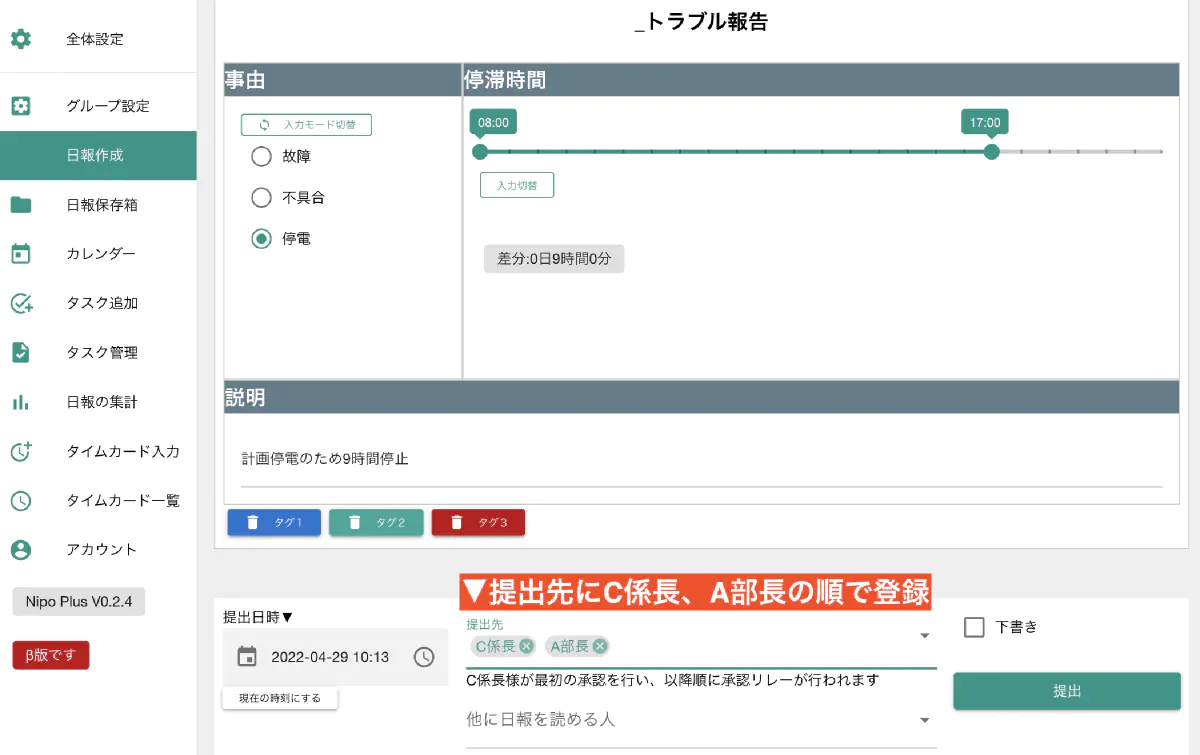 全体設定
グループ設定
日報作成
日報保存箱
カレンダー
タスク追加
タスク管理
日報の集計
タイムカード入力
タイムカード一覧
アカウント
Nipo Plus V0.2.4
β版です
_トラブル報告
事由
停滞時間
入力モード切替
故障
不具合
停電
08:00
17:00
入力切替
差分:0日9時間0分
説明
計画停電のため9時間停止
タグ1
タグ2
タグ3
▼提出先にC係長、A部長の順で登録
提出日時▼
2022-04-29 10:13
現在の時刻にする
提出先
C係長
A部長
C係長様が最初の承認を行い、以降順に承認リレーが行われます
他に日報を読める人
下書き
提出